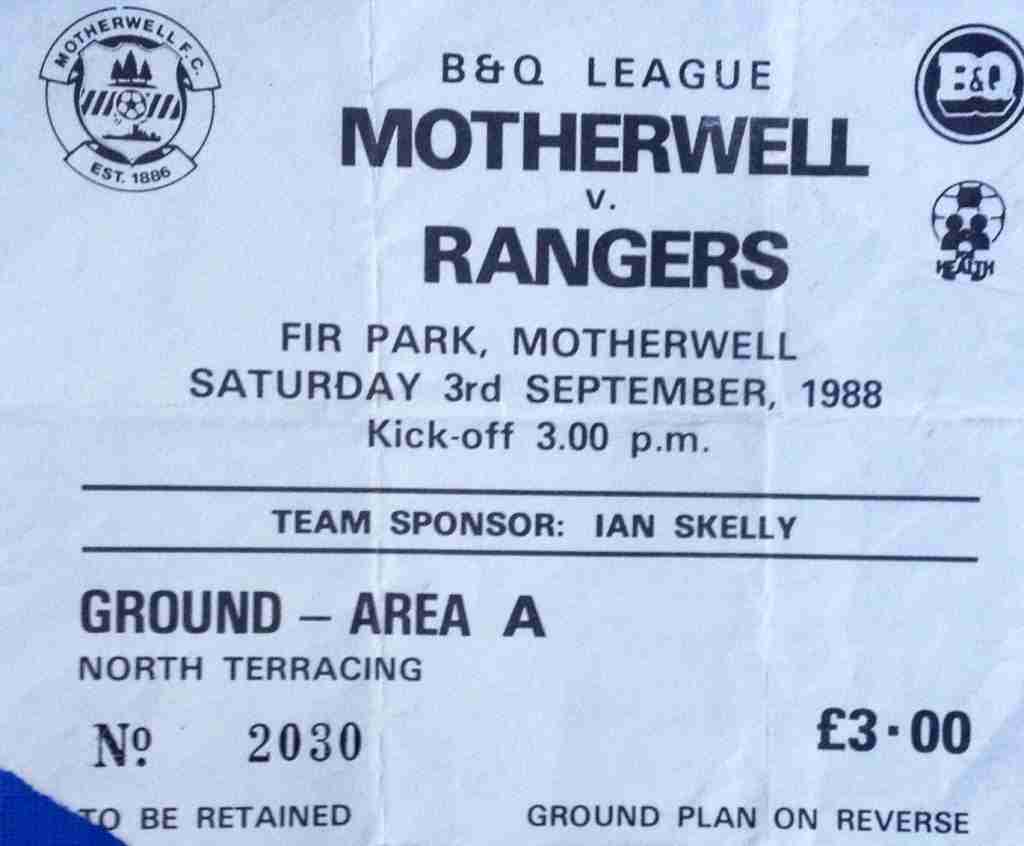 MOTHERWELL F.C.
EST. 1886
B&Q LEAGUE
B&Q
MOTHERWELL
v.
RANGERS
HEALTH
FIR PARK, MOTHERWELL
SATURDAY 3rd SEPTEMBER, 1988
Kick-off 3.00 p.m.
TEAM SPONSOR: IAN SKELLY
GROUND – AREA A
NORTH TERRACING
Nº 2030
£3·00
TO BE RETAINED
GROUND PLAN ON REVERSE